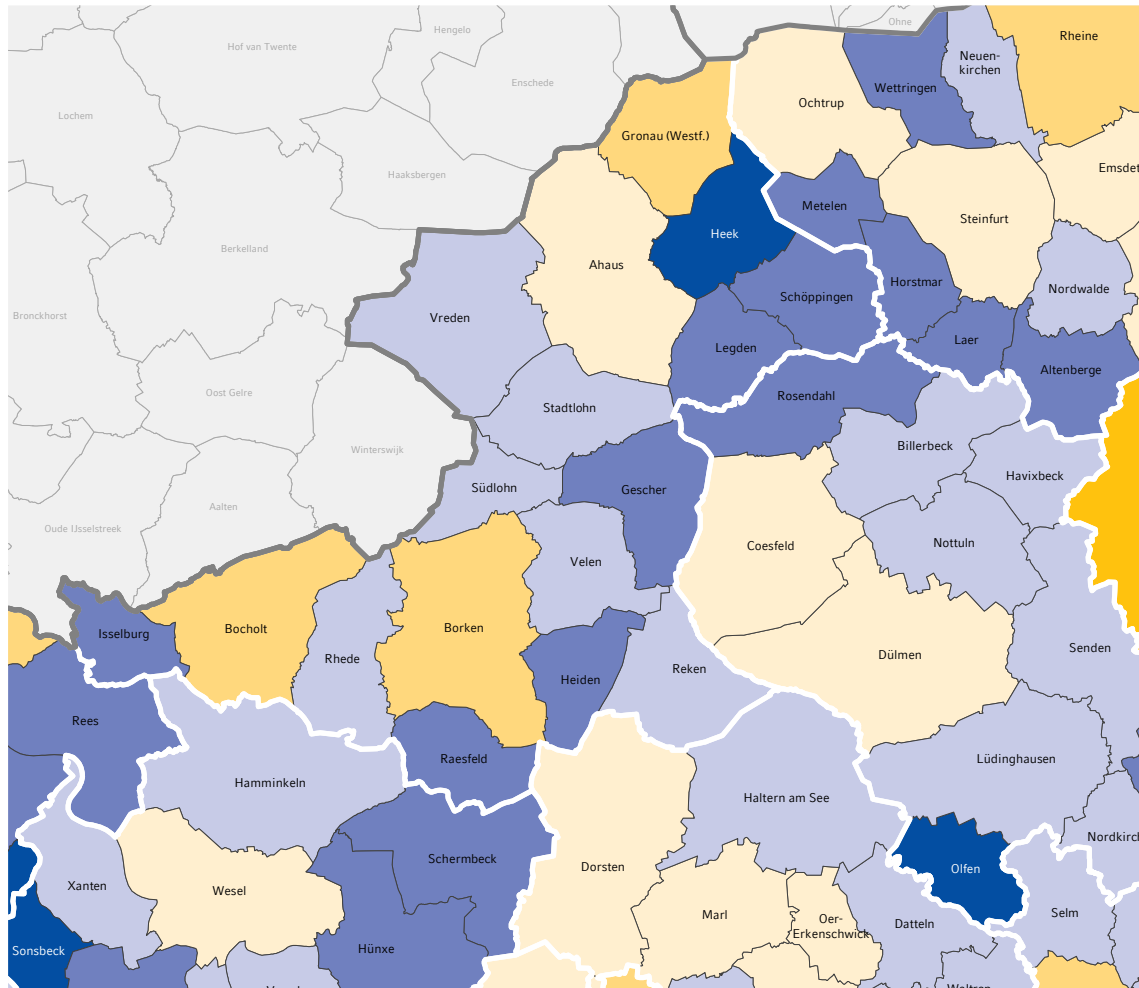 Ohne
Hengelo
Rheine
Hof van Twente
Neuen-
kirchen
Enschede
Wettringen
Ochtrup
Lochem
Gronau (Westf.)
Haaksbergen
Emsdet
Metelen
Steinfurt
Heek
Berkelland
Ahaus
Horstmar
Nordwalde
Schöppingen
Bronckhorst
Vreden
Laer
Legden
Altenberge
Oost Gelre
Rosendahl
Stadtlohn
Billerbeck
Winterswijk
Havixbeck
Südlohn
Gescher
Aalten
Oude IJsselstreek
Coesfeld
Nottuln
Velen
Isselburg
Bocholt
Borken
Senden
Dülmen
Rhede
Reken
Heiden
Rees
Raesfeld
Lüdinghausen
Hamminkeln
Haltern am See
Nordkirch
Schermbeck
Dorsten
Olfen
Xanten
Wesel
Marl
Oer-
Erkenschwick
Selm
Datteln
Hünxe
Sonsbeck